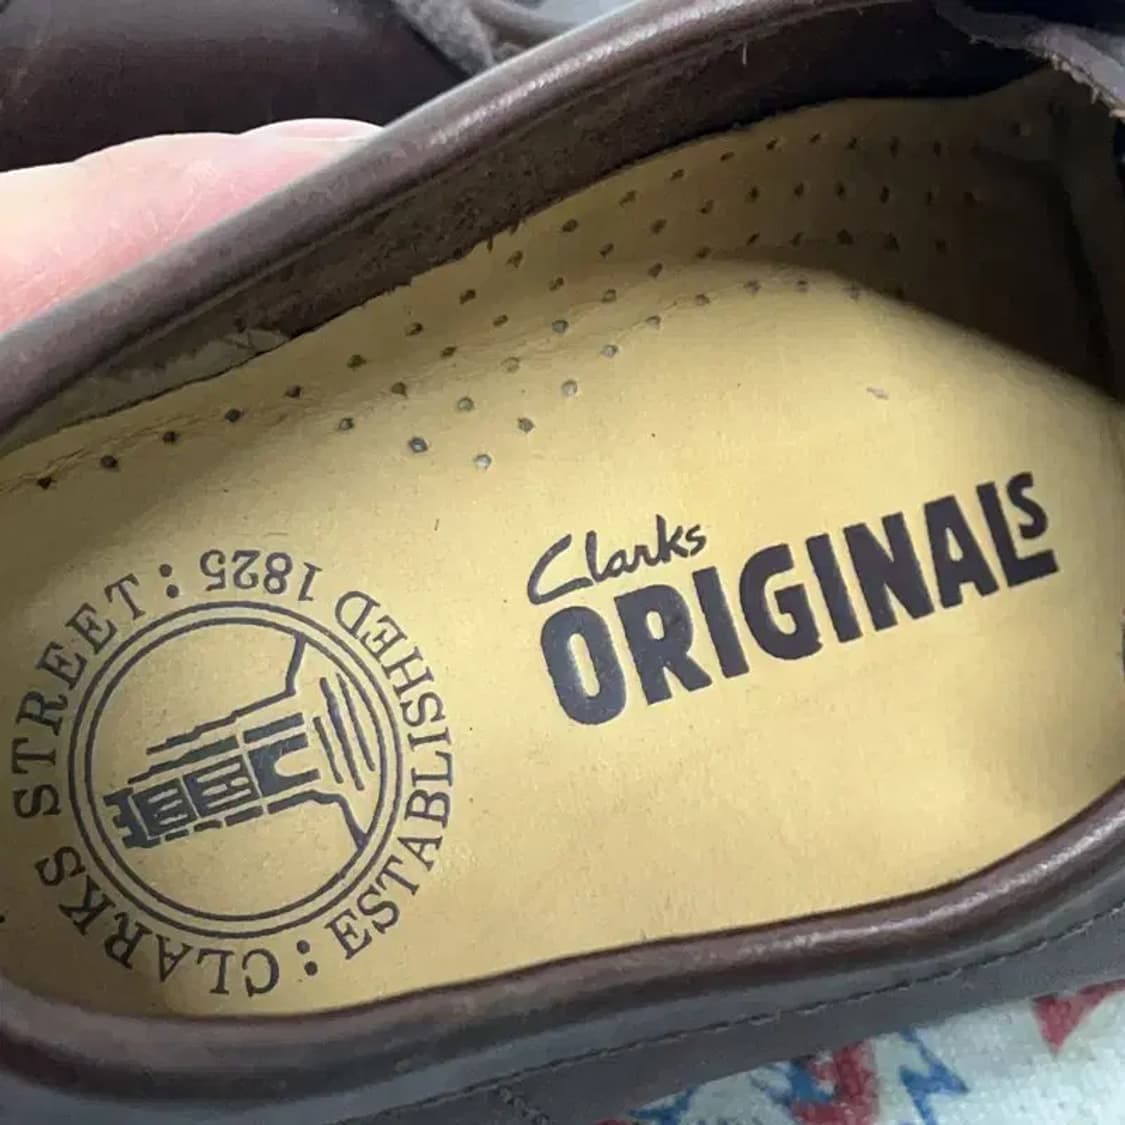 Clarks
ORIGINALS
CLARKS STREET : ESTABLISHED 1825 :